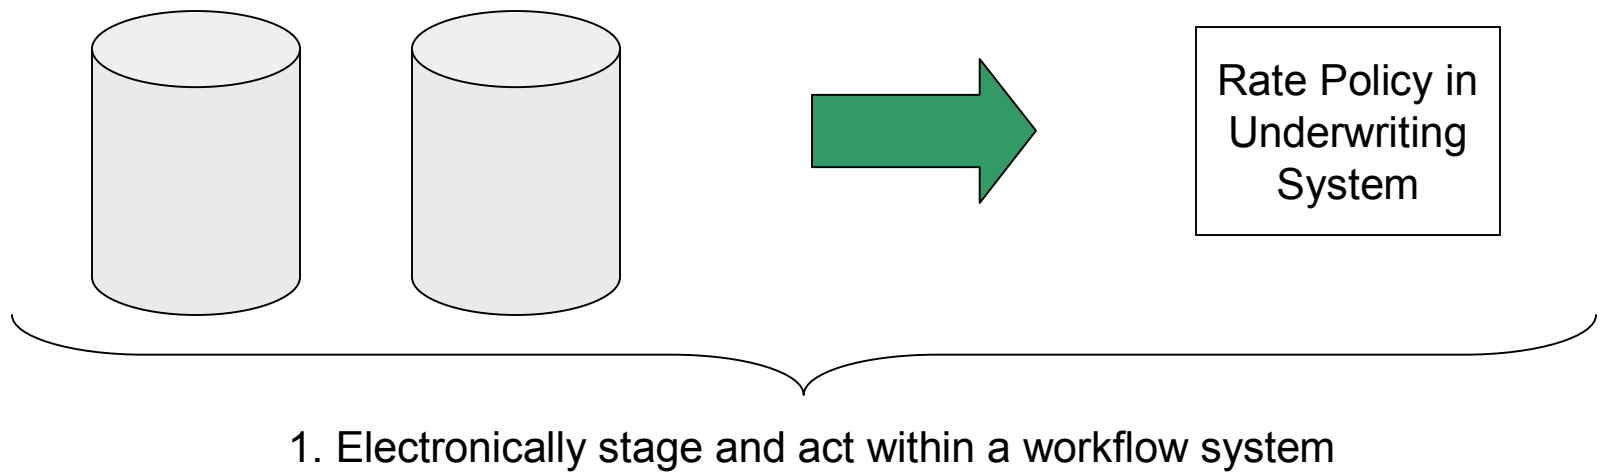 Rate Policy in
Underwriting
System
1. Electronically stage and act within a workflow system